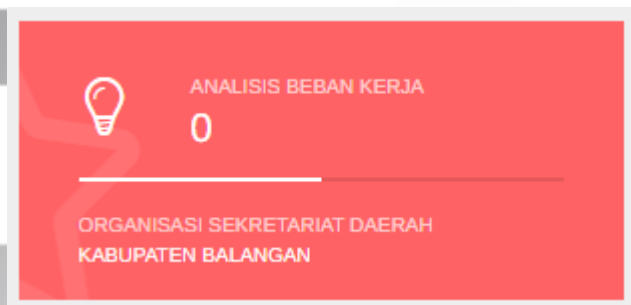 ANALISIS BEBAN KERJA
0
ORGANISASI SEKRETARIAT DAERAH
KABUPATEN BALANGAN